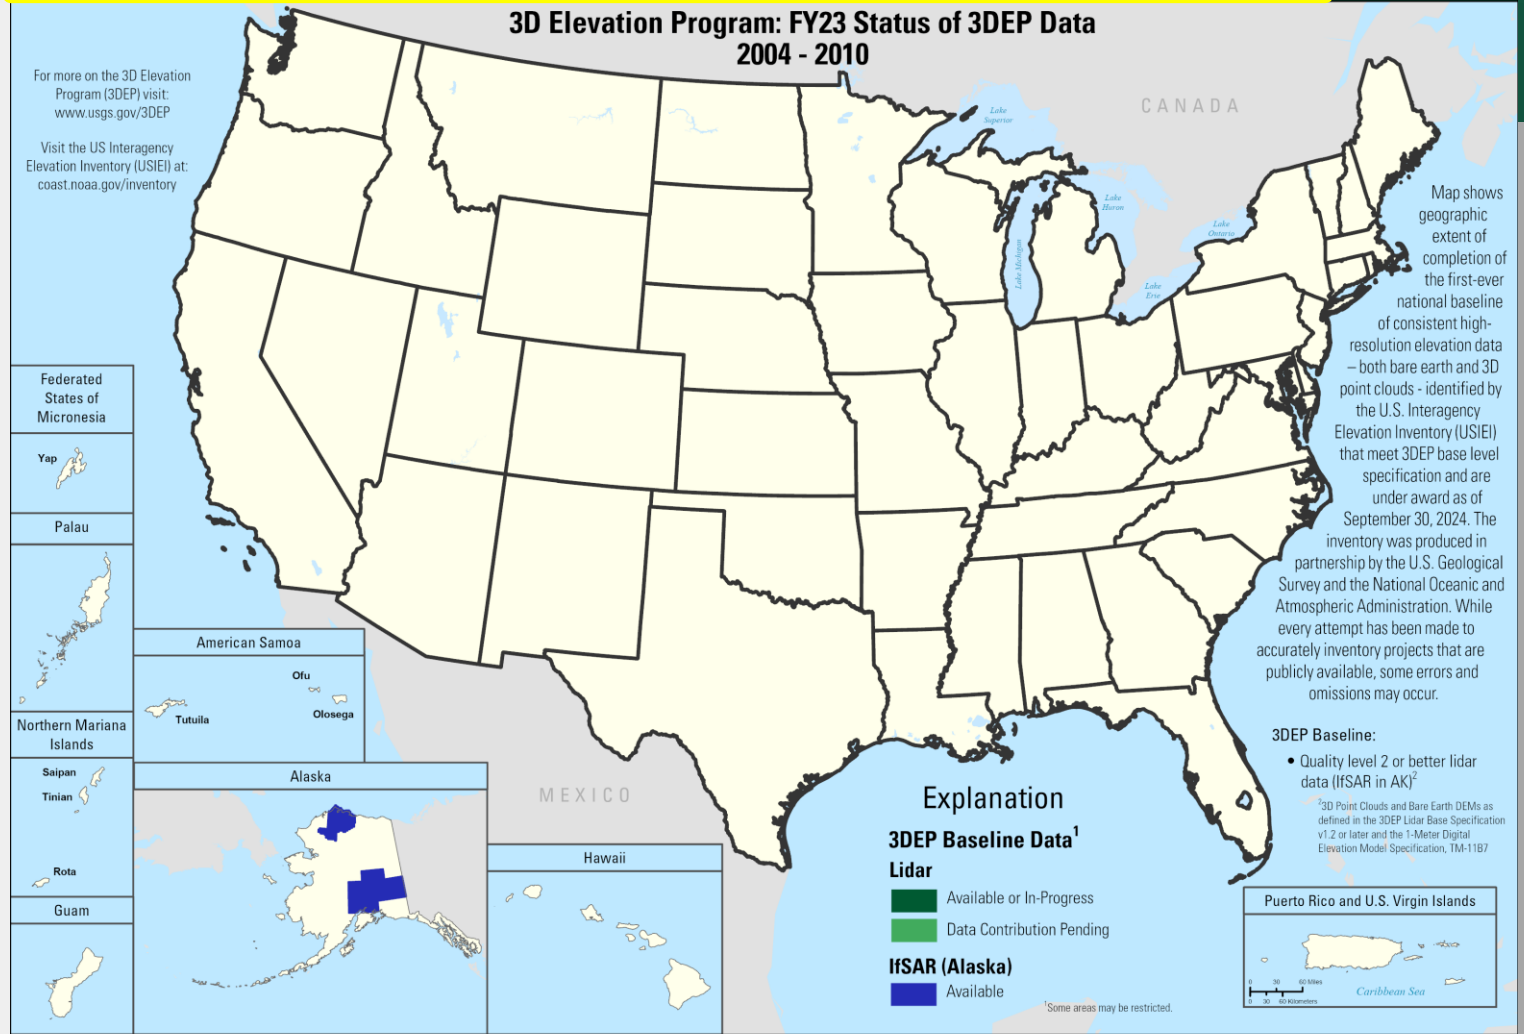 3D Elevation Program: FY23 Status of 3DEP Data
2004 - 2010
For more on the 3D Elevation
Program (3DEP) visit:
www.usgs.gov/3DEP
Visit the US Interagency
Elevation Inventory (USIEI) at:
coast.noaa.gov/inventory
CANADA
Lake
Superior
Lake
Huron
Lake
Ontario
Lake Michigan
Lake
Erie
Map shows
geographic
extent of
completion of
the first-ever
national baseline
of consistent high-
resolution elevation data
– both bare earth and 3D
point clouds - identified by
the U.S. Interagency
Elevation Inventory (USIEI)
that meet 3DEP base level
specification and are
under award as of
September 30, 2024. The
inventory was produced in
partnership by the U.S. Geological
Survey and the National Oceanic and
Atmospheric Administration. While
every attempt has been made to
accurately inventory projects that are
publicly available, some errors and
omissions may occur.
3DEP Baseline:
• Quality level 2 or better lidar
data (IfSAR in AK)2
23D Point Clouds and Bare Earth DEMs as
defined in the 3DEP Lidar Base Specification
v1.2 or later and the 1-Meter Digital
Elevation Model Specification, TM-11B7
Federated
States of
Micronesia
Yap
Palau
American Samoa
Ofu
Olosega
Tutuila
Northern Mariana
Islands
Saipan
Tinian
Rota
Guam
Alaska
Hawaii
MEXICO
Explanation
3DEP Baseline Data1
Lidar
Available or In-Progress
Data Contribution Pending
IfSAR (Alaska)
Available
1Some areas may be restricted.
Puerto Rico and U.S. Virgin Islands
0 30 60 Miles
0 30 60 Kilometers
Caribbean Sea